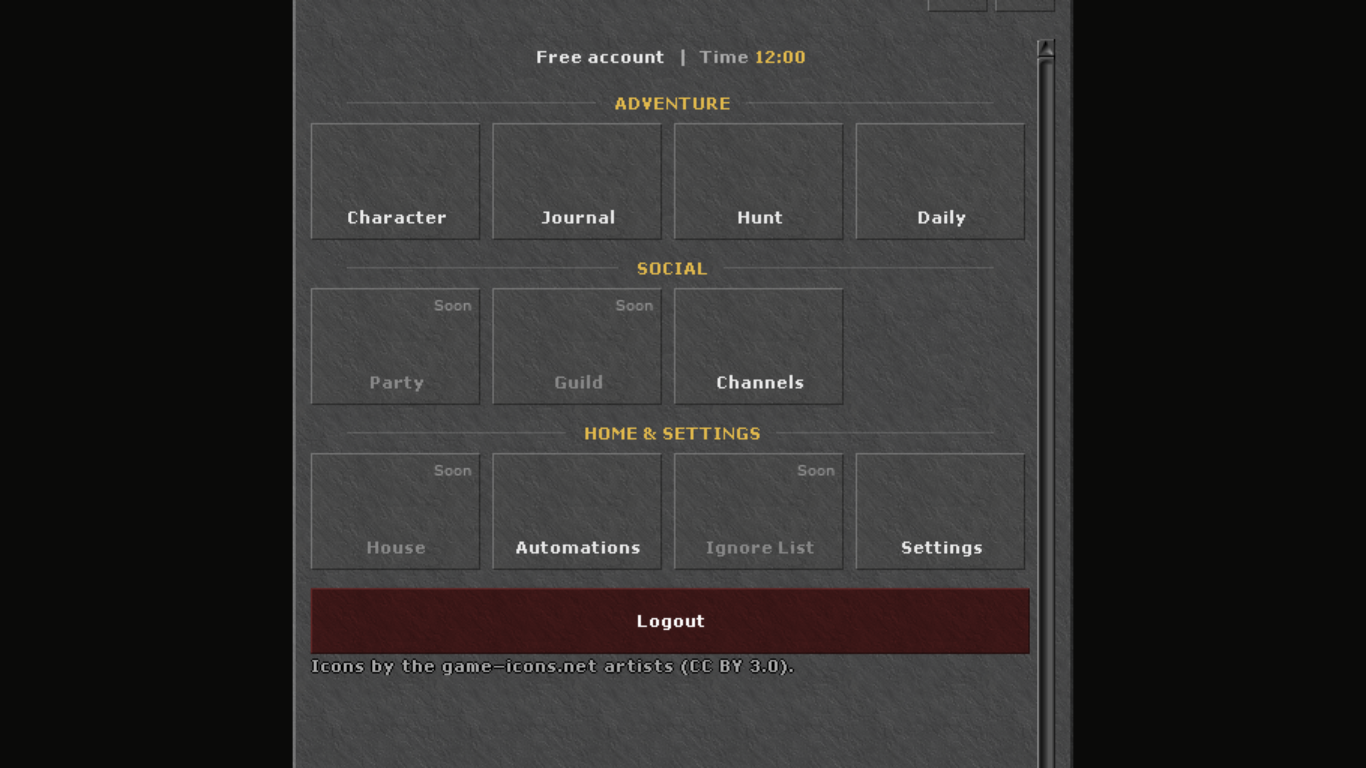 Free account | Time 12:00
ADVENTURE
Character Journal Hunt Daily
SOCIAL
Soon Soon
Party Guild Channels
HOME & SETTINGS
Soon Soon
House Automations Ignore List Settings
Logout
Icons by the game-icons.net artists (CC BY 3.0).